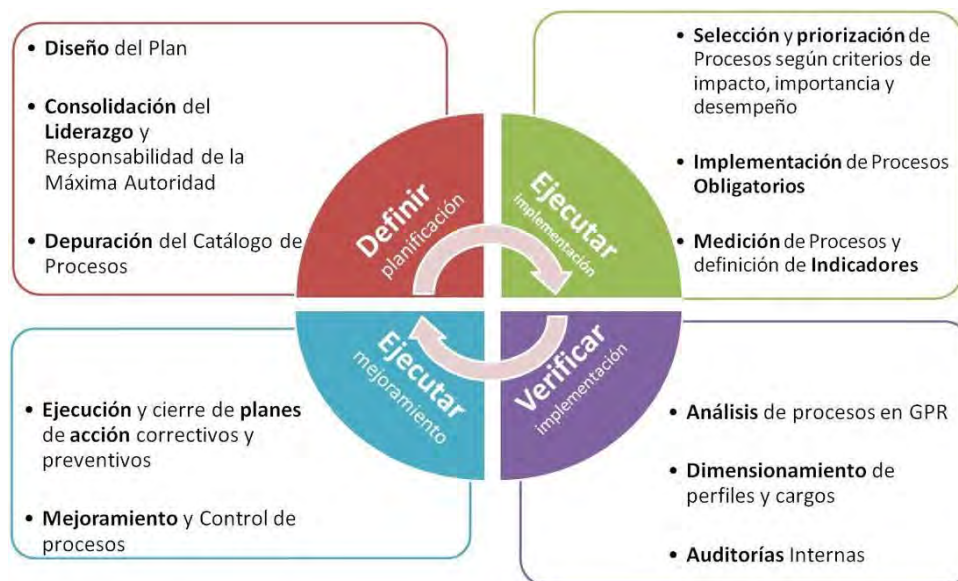 • Diseño del Plan
• Consolidación del
Liderazgo y
Responsabilidad de la
Máxima Autoridad
• Depuración del Catálogo de
Procesos
Definir
planificación
• Selección y priorización de
Procesos según criterios de
impacto, importancia y
desempeño
• Implementación de Procesos
Obligatorios
• Medición de Procesos y
definición de Indicadores
Ejecutar
implementación
• Ejecución y cierre de planes
de acción correctivos y
preventivos
• Mejoramiento y Control de
procesos
Ejecutar
mejoramiento
Verificar
implementación
• Análisis de procesos en GPR
• Dimensionamiento de
perfiles y cargos
• Auditorías Internas